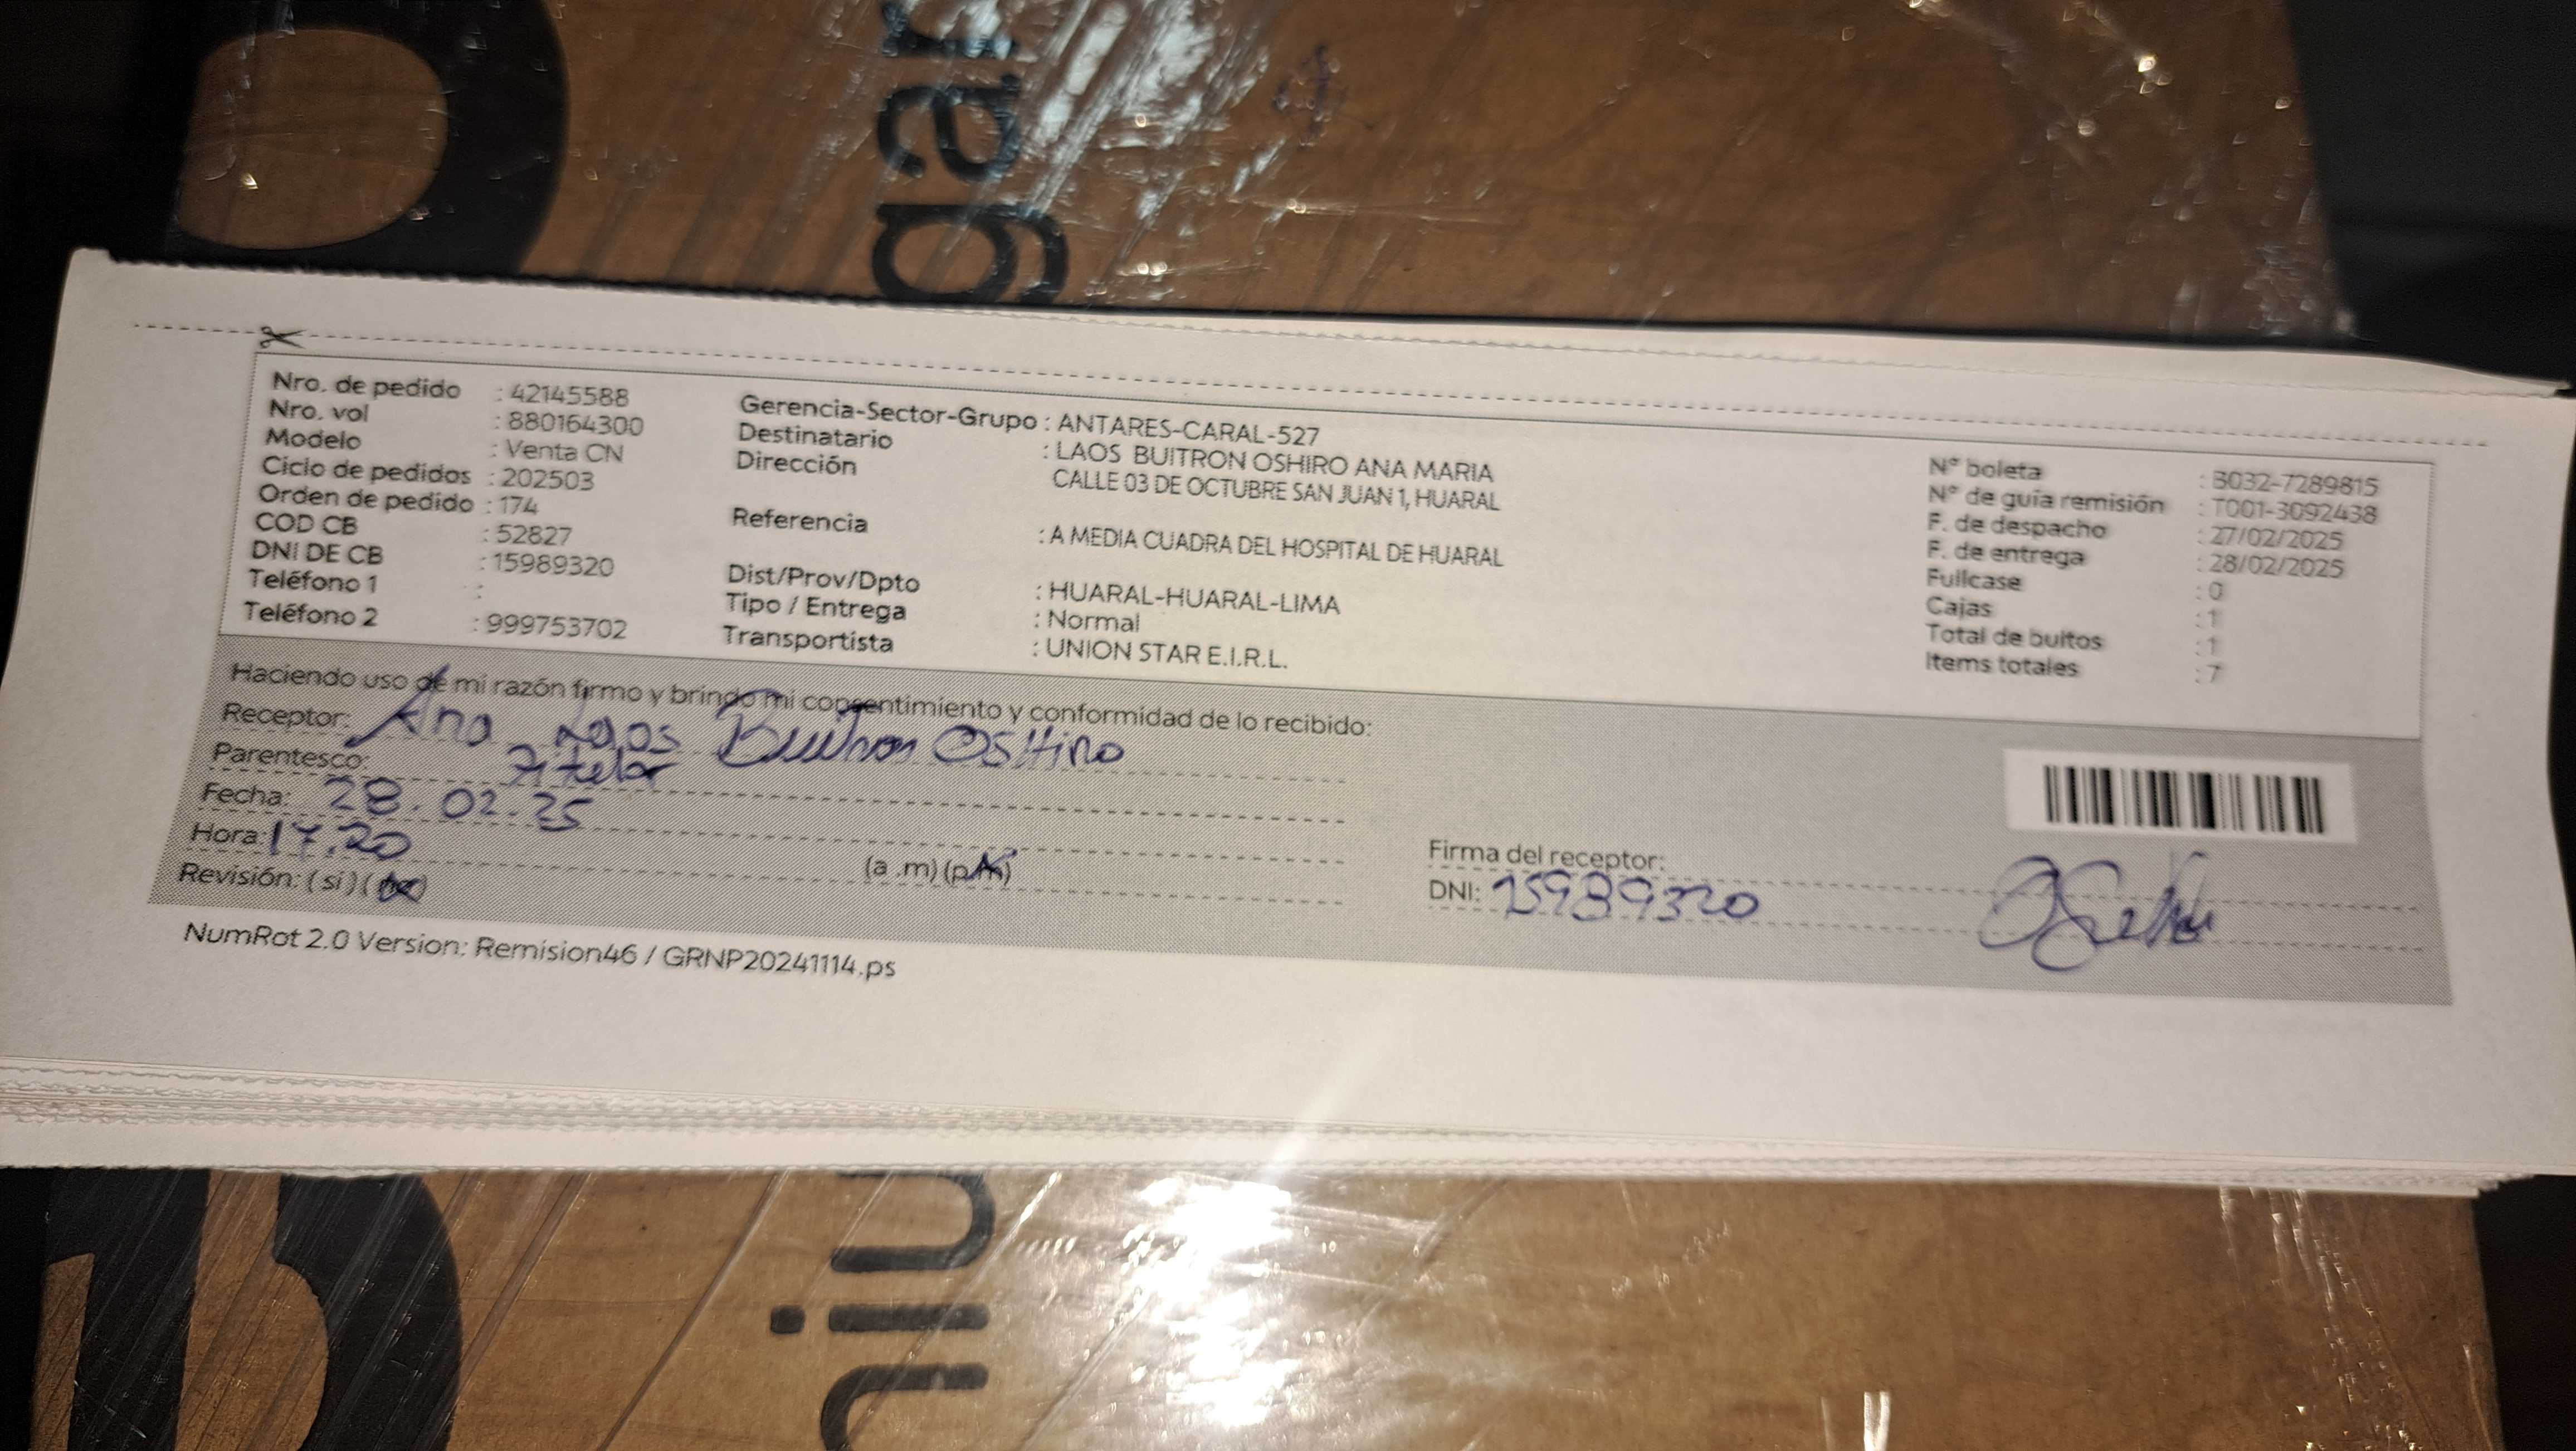 gar
Nro. de pedido : 42145588
Nro. vol : 880164300
Modelo : Venta CN
Ciclo de pedidos : 202503
Orden de pedido : 174
COD CB : 52827
DNI DE CB : 15989320
Teléfono 1 :
Teléfono 2 : 999753702
Gerencia-Sector-Grupo : ANTARES-CARAL-527
Destinatario : LAOS BUITRON OSHIRO ANA MARIA
Dirección CALLE 03 DE OCTUBRE SAN JUAN 1, HUARAL
Referencia : A MEDIA CUADRA DEL HOSPITAL DE HUARAL
Dist/Prov/Dpto : HUARAL-HUARAL-LIMA
Tipo / Entrega : Normal
Transportista : UNION STAR E.I.R.L.
N° boleta : B032-7289815
N° de guía remisión : T001-3092438
F. de despacho : 27/02/2025
F. de entrega : 28/02/2025
Fullcase : 0
Cajas : 1
Total de bultos : 1
Items totales : 7
Haciendo uso de mi razón firmo y brindo mi consentimiento y conformidad de lo recibido:
Receptor: Ana Laos Buitron OSHiro
Parentesco: Titular
Fecha: 28.02.25
Hora: 17.20 (a .m) (p.m)
Revisión: ( si ) ( no )
Firma del receptor:
DNI: 15989320
NumRot 2.0 Version: Remision46 / GRNP20241114.ps
niu